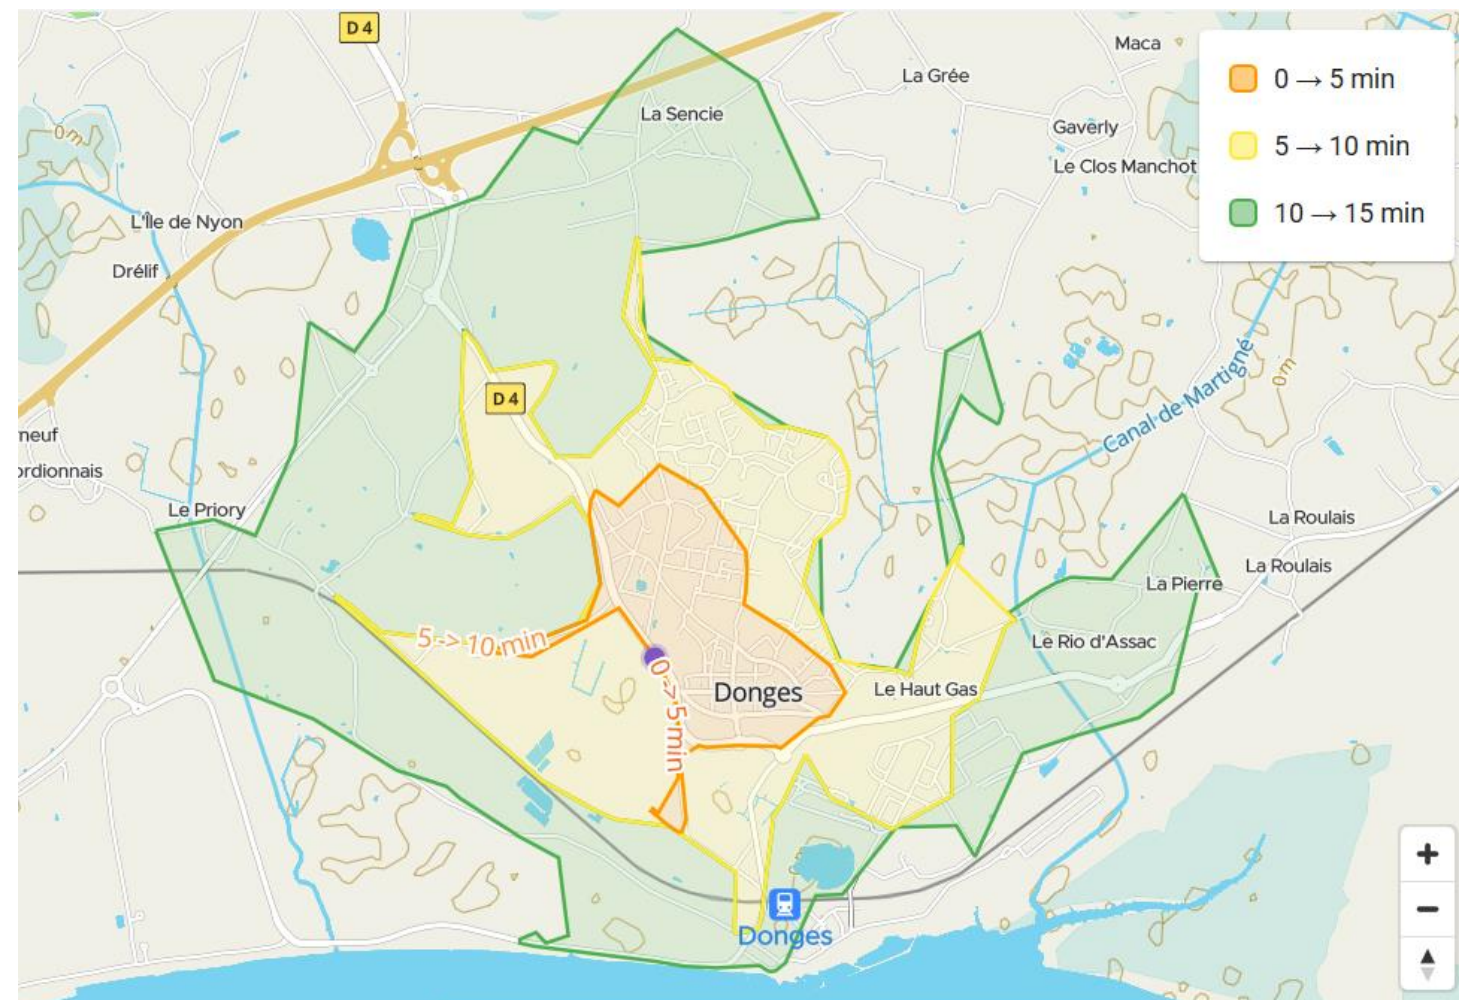 D 4
Maca
La Grée
0 → 5 min
La Sencie
Gaverly
5 → 10 min
0 m
Le Clos Manchot
10 → 15 min
L'Île de Nyon
Drélif
Canal de Martigné
0 m
D 4
neuf
ordionnais
Le Priory
La Roulais
La Roulais
La Pierre
5 -> 10 min
Le Rio d'Assac
0 -> 5 min
Donges
Le Haut Gas
Donges